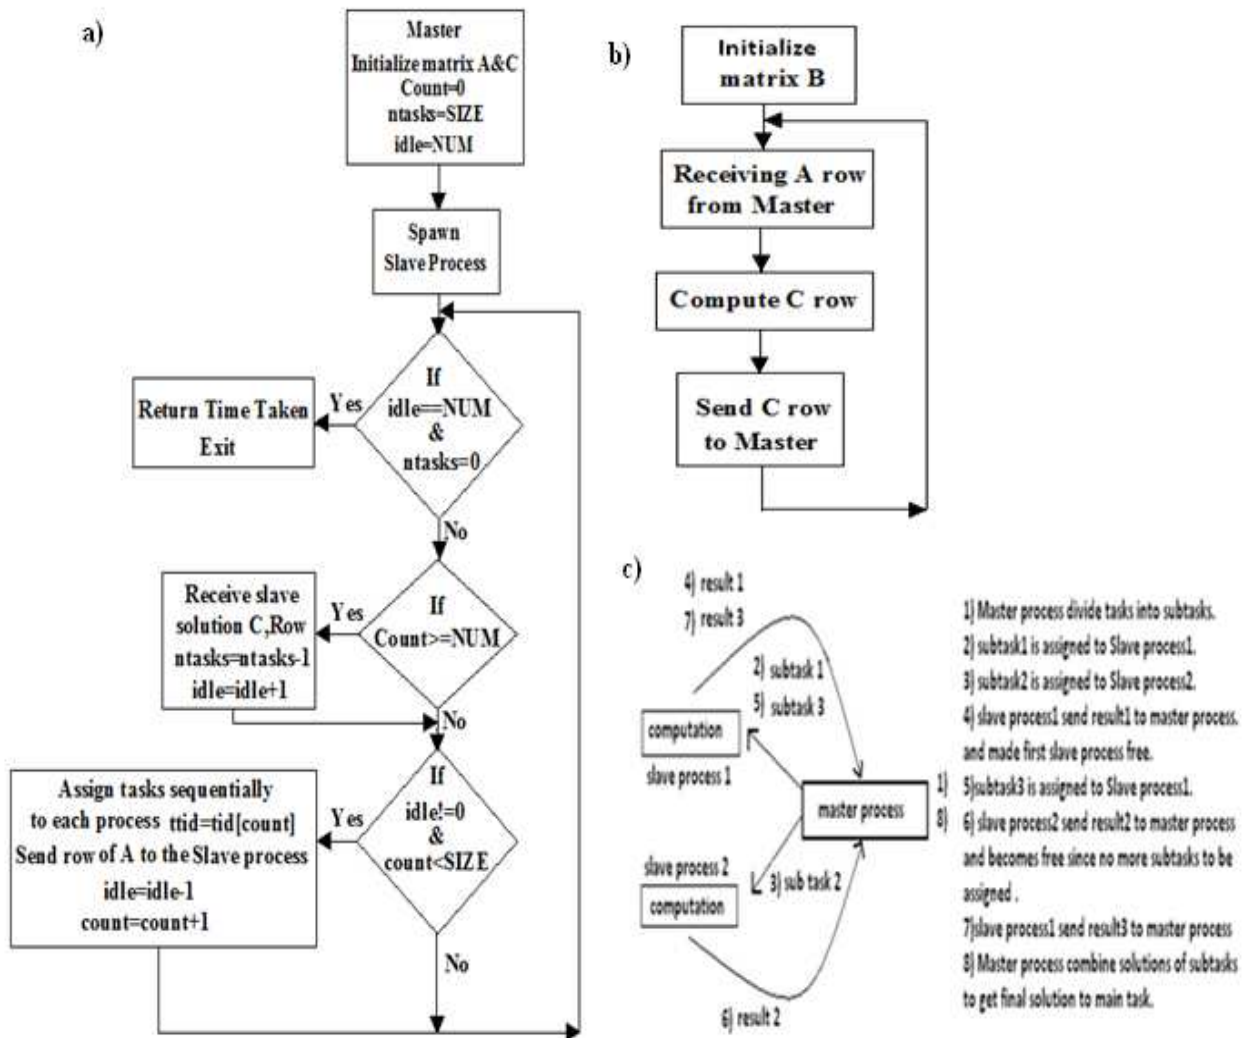 a)
Master
Initialize matrix A&C
Count=0
ntasks=SIZE
idle=NUM
Spawn
Slave Process
If
idle==NUM
&
ntasks=0
Yes
Return Time Taken
Exit
No
If
Count>=NUM
Yes
Receive slave
solution C,Row
ntasks=ntasks-1
idle=idle+1
No
If
idle!=0
&
count<SIZE
Yes
Assign tasks sequentially
to each process ttid=tid[count]
Send row of A to the Slave process
idle=idle-1
count=count+1
No
b)
Initialize
matrix B
Receiving A row
from Master
Compute C row
Send C row
to Master
c)
4) result 1
7) result 3
2) subtask 1
5) subtask 3
computation
slave process 1
master process
1)
8)
slave process 2
computation
3) sub task 2
6) result 2
1) Master process divide tasks into subtasks.
2) subtask1 is assigned to Slave process1.
3) subtask2 is assigned to Slave process2.
4) slave process1 send result1 to master process.
and made first slave process free.
5)subtask3 is assigned to Slave process1.
6) slave process2 send result2 to master process
and becomes free since no more subtasks to be
assigned .
7)slave process1 send result3 to master process
8) Master process combine solutions of subtasks
to get final solution to main task.